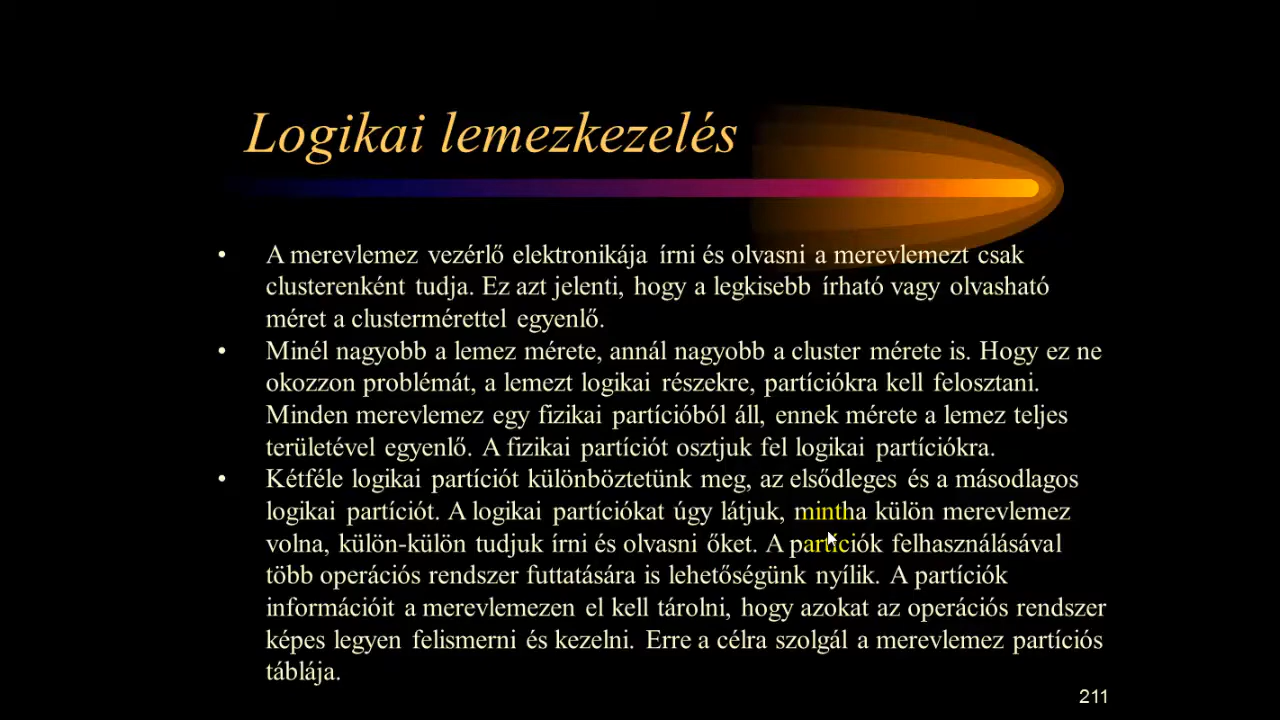 Logikai lemezkezelés
• A merevlemez vezérlő elektronikája írni és olvasni a merevlemezt csak
clusterenként tudja. Ez azt jelenti, hogy a legkisebb írható vagy olvasható
méret a clustermérettel egyenlő.
• Minél nagyobb a lemez mérete, annál nagyobb a cluster mérete is. Hogy ez ne
okozzon problémát, a lemezt logikai részekre, partíciókra kell felosztani.
Minden merevlemez egy fizikai partícióból áll, ennek mérete a lemez teljes
területével egyenlő. A fizikai partíciót osztjuk fel logikai partíciókra.
• Kétféle logikai partíciót különböztetünk meg, az elsődleges és a másodlagos
logikai partíciót. A logikai partíciókat úgy látjuk, mintha külön merevlemez
volna, külön-külön tudjuk írni és olvasni őket. A partíciók felhasználásával
több operációs rendszer futtatására is lehetőségünk nyílik. A partíciók
információit a merevlemezen el kell tárolni, hogy azokat az operációs rendszer
képes legyen felismerni és kezelni. Erre a célra szolgál a merevlemez partíciós
táblája.
211